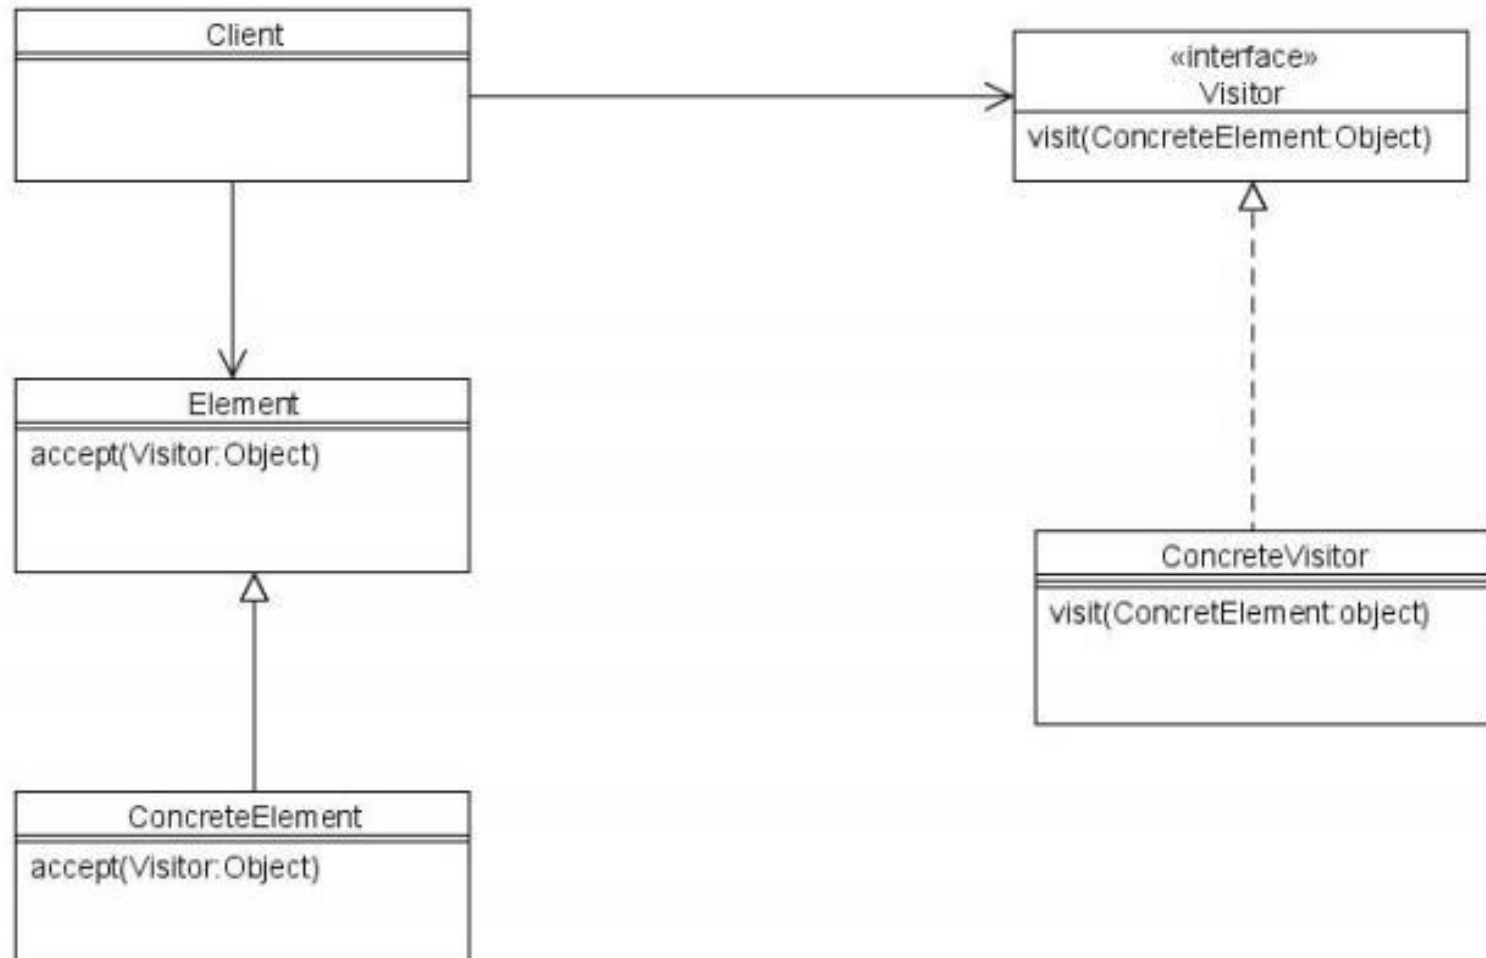 Client
«interface»
Visitor
visit(ConcreteElement:Object)
Element
accept(Visitor:Object)
ConcreteVisitor
visit(ConcretElement:object)
ConcreteElement
accept(Visitor:Object)